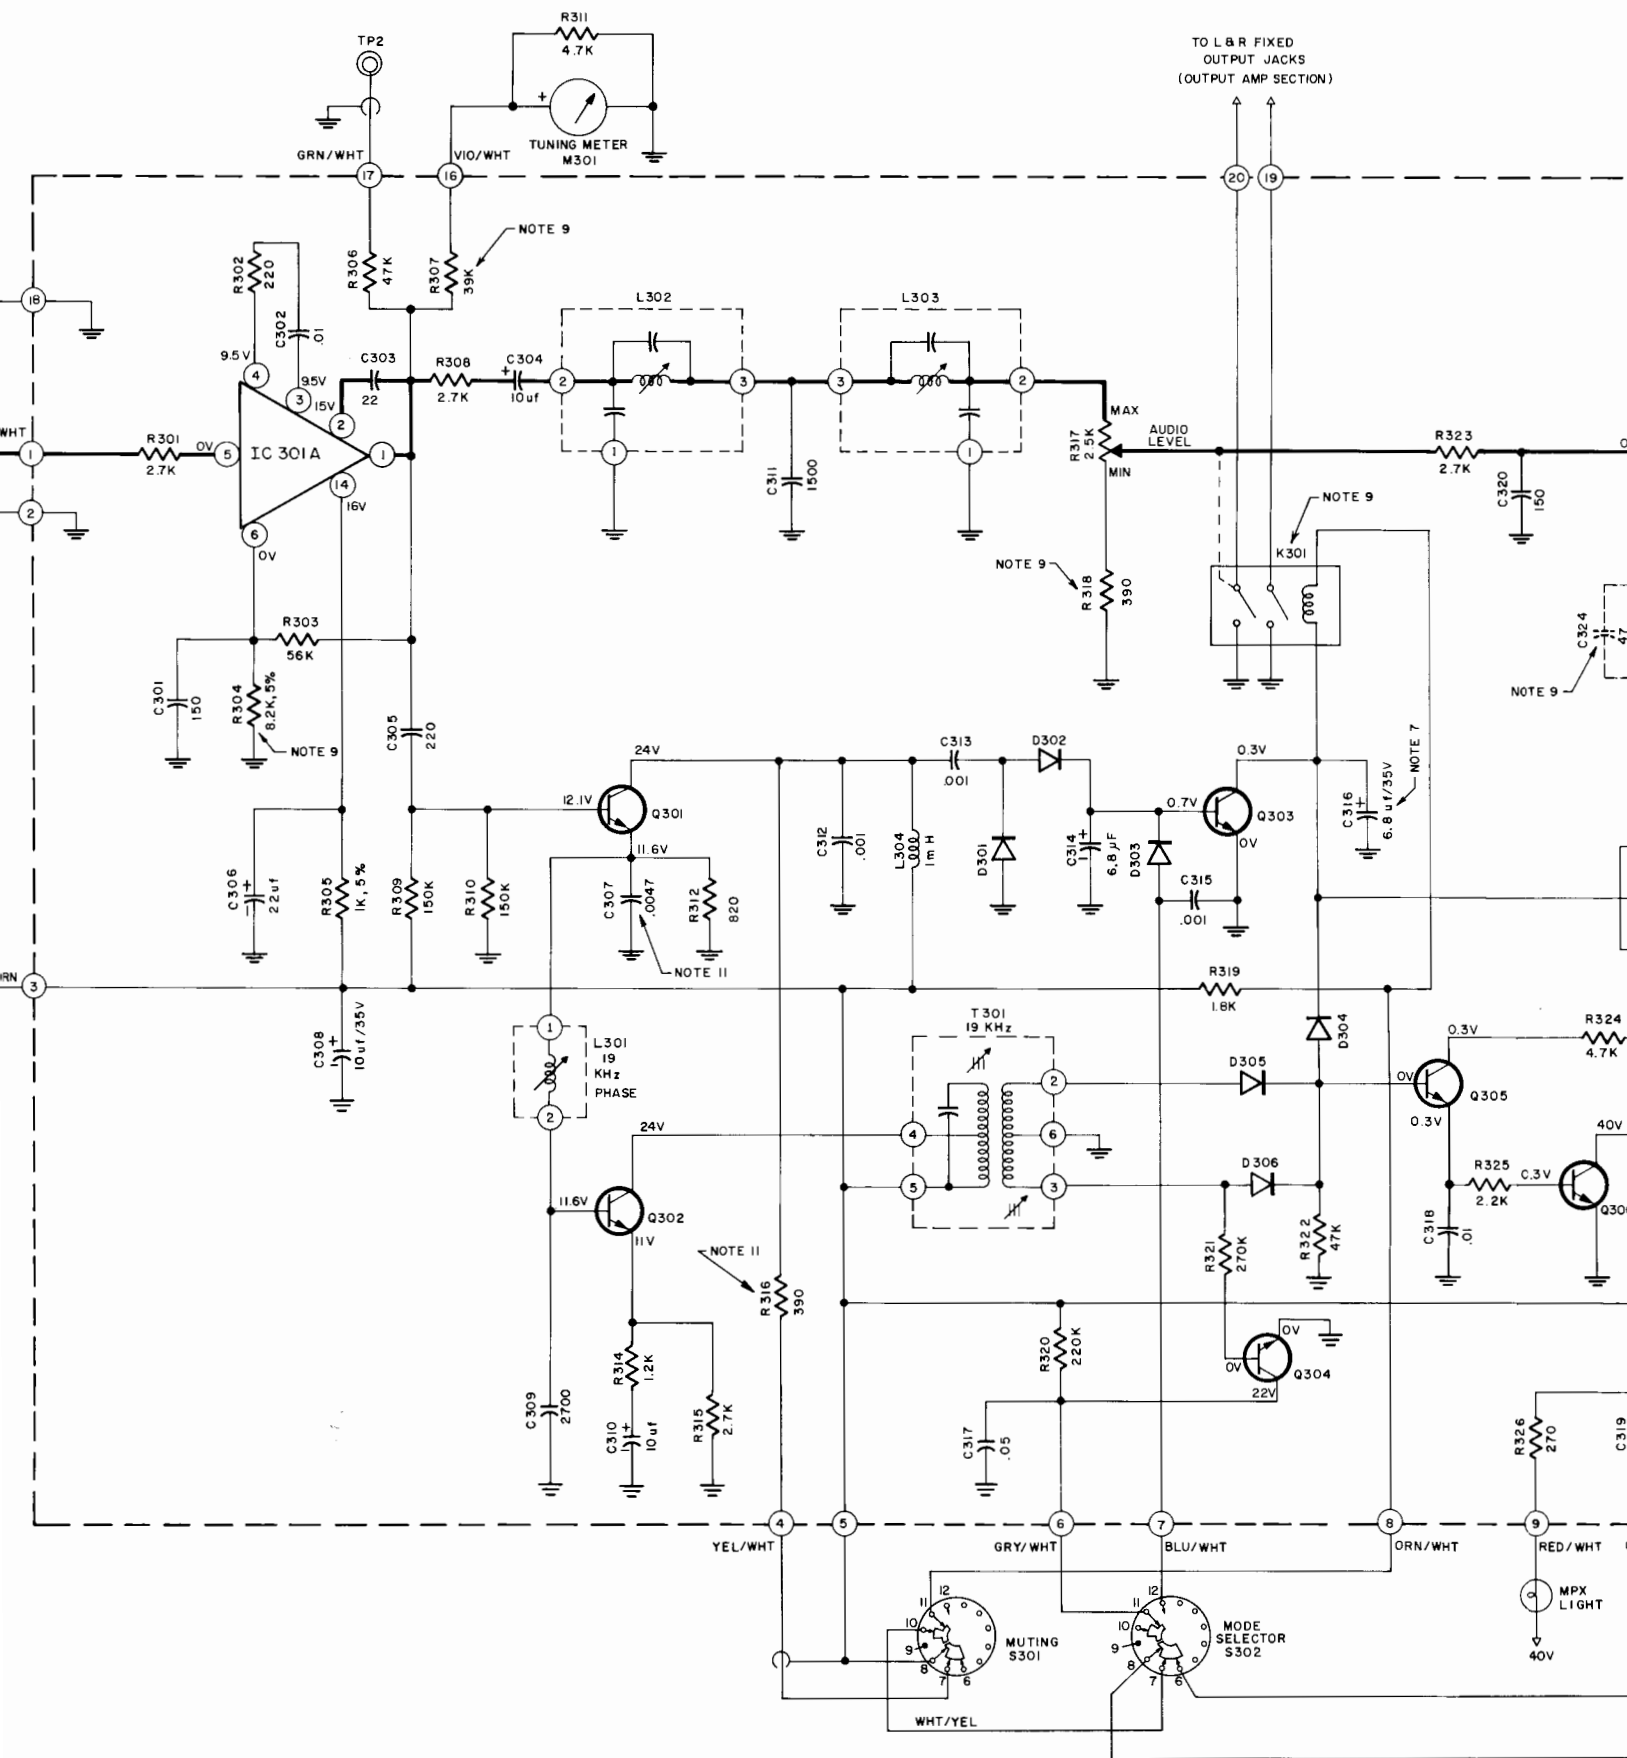 R311
4.7K
TP2
TO L & R FIXED
OUTPUT JACKS
(OUTPUT AMP SECTION)
+
TUNING METER
M301
GRN/WHT
VIO/WHT
17
16
20
19
NOTE 9
R302
220
R306
47K
R307
39K
C302
.01
18
L302
L303
9.5V
4
C303
22
R308
2.7K
C304
+
10uf
2
3
3
2
9.5V
3
15V
2
MAX
AUDIO
LEVEL
R317
2.5K
MIN
WHT
1
R301
2.7K
0V
5
IC 301A
1
1
1
R323
2.7K
14
16V
C311
1500
C320
150
2
6
0V
NOTE 9
K301
NOTE 9
R318
390
R303
56K
C324
47
NOTE 9
C301
150
R304
8.2K, 5%
NOTE 9
C305
220
24V
C313
.001
D302
0.3V
NOTE 7
12.1V
Q301
0.7V
Q303
C316
+
6.8 uf/35V
11.6V
C312
.001
L304
1mH
D301
C314
+
6.8 µF
D303
0V
C315
.001
C306
+
22uf
R305
1K, 5%
R309
150K
R310
150K
C307
.0047
R312
820
NOTE 11
3
R319
1.8K
C308
+
10uf/35V
1
L301
19
KHz
PHASE
2
T301
19 KHz
D304
0.3V
R324
4.7K
2
D305
0V
Q305
0.3V
24V
4
6
40V
5
3
D306
R325
2.2K
11.6V
Q302
11V
R321
270K
R322
47K
C318
.01
NOTE 11
R316
390
R314
1.2K
R320
220K
0V
0V
Q304
22V
C309
2700
C310
+
10uf
R315
2.7K
C317
.05
R326
270
C319
4
5
6
7
8
9
YEL/WHT
GRY/WHT
BLU/WHT
ORN/WHT
RED/WHT
12
11
10
9
8
7
6
MUTING
S301
12
11
10
9
8
7
6
MODE
SELECTOR
S302
MPX
LIGHT
40V
WHT/YEL